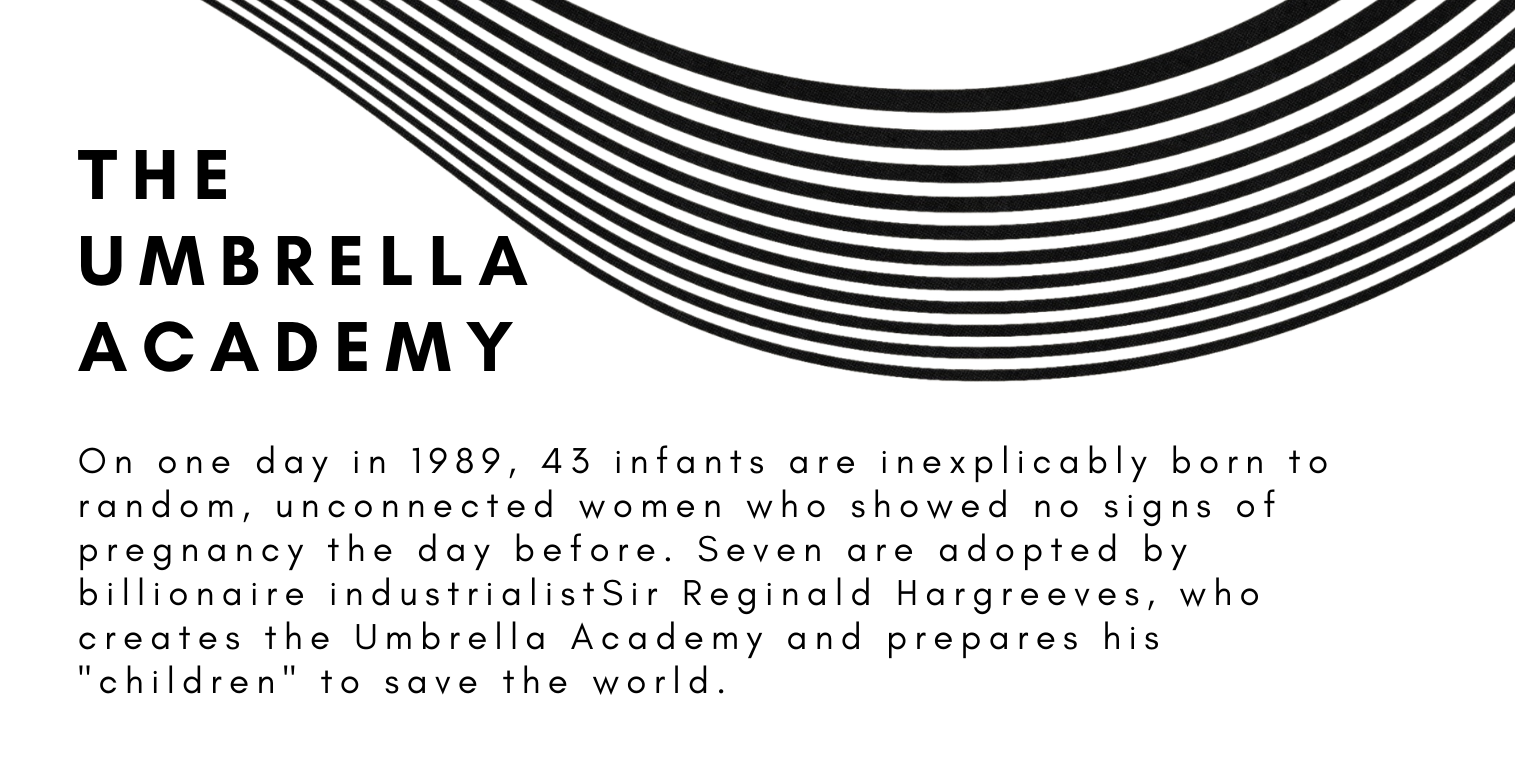 THE
UMBRELLA
ACADEMY
On one day in 1989, 43 infants are inexplicably born to
random, unconnected women who showed no signs of
pregnancy the day before. Seven are adopted by
billionaire industrialistSir Reginald Hargreeves, who
creates the Umbrella Academy and prepares his
"children" to save the world.